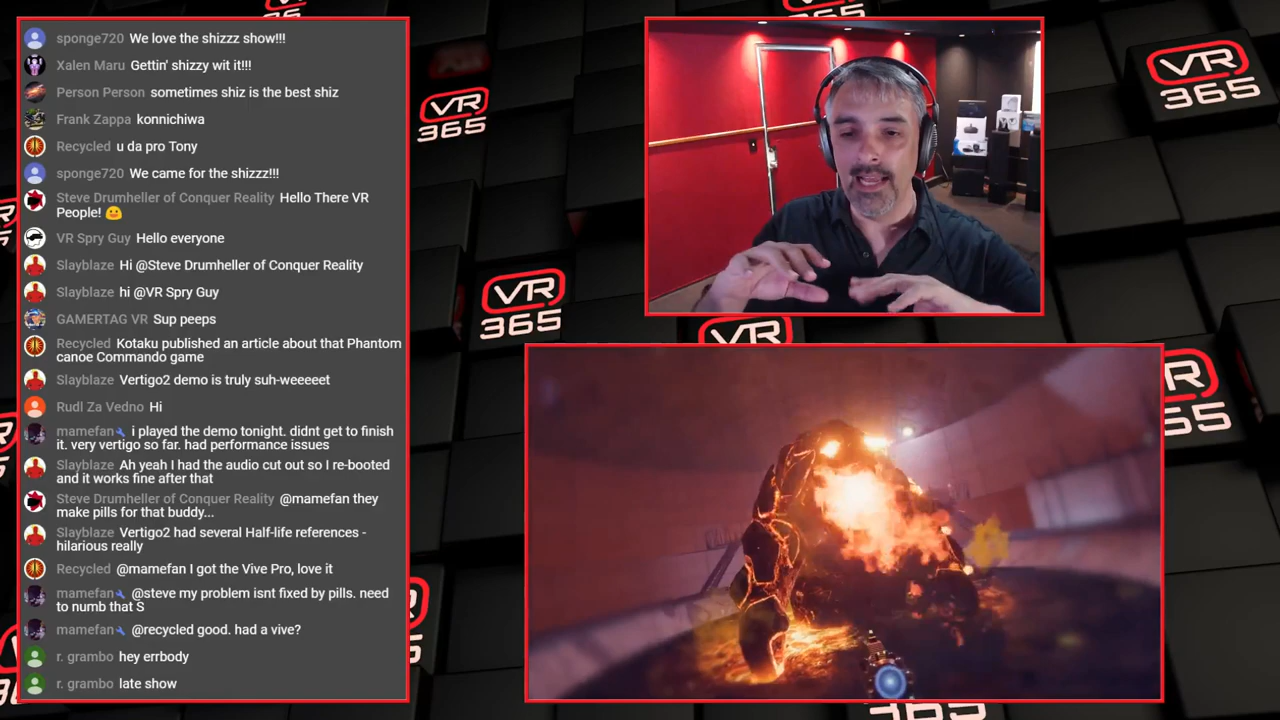 sponge720 We love the shizzz show!!!
Xalen Maru Gettin' shizzy wit it!!!
Person Person sometimes shiz is the best shiz
Frank Zappa konnichiwa
Recycled u da pro Tony
sponge720 We came for the shizzz!!!
Steve Drumheller of Conquer Reality Hello There VR
People!
VR Spry Guy Hello everyone
Slayblaze Hi @Steve Drumheller of Conquer Reality
Slayblaze hi @VR Spry Guy
GAMERTAG VR Sup peeps
Recycled Kotaku published an article about that Phantom
canoe Commando game
Slayblaze Vertigo2 demo is truly suh-weeeeet
Rudl Za Vedno Hi
mamefan i played the demo tonight. didnt get to finish
it. very vertigo so far. had performance issues
Slayblaze Ah yeah I had the audio cut out so I re-booted
and it works fine after that
Steve Drumheller of Conquer Reality @mamefan they
make pills for that buddy...
Slayblaze Vertigo2 had several Half-life references -
hilarious really
Recycled @mamefan I got the Vive Pro, love it
mamefan @steve my problem isnt fixed by pills. need
to numb that S
mamefan @recycled good. had a vive?
r. grambo hey errbody
r. grambo late show
VR
365
VR
365
VR
365
VR
R
65
365